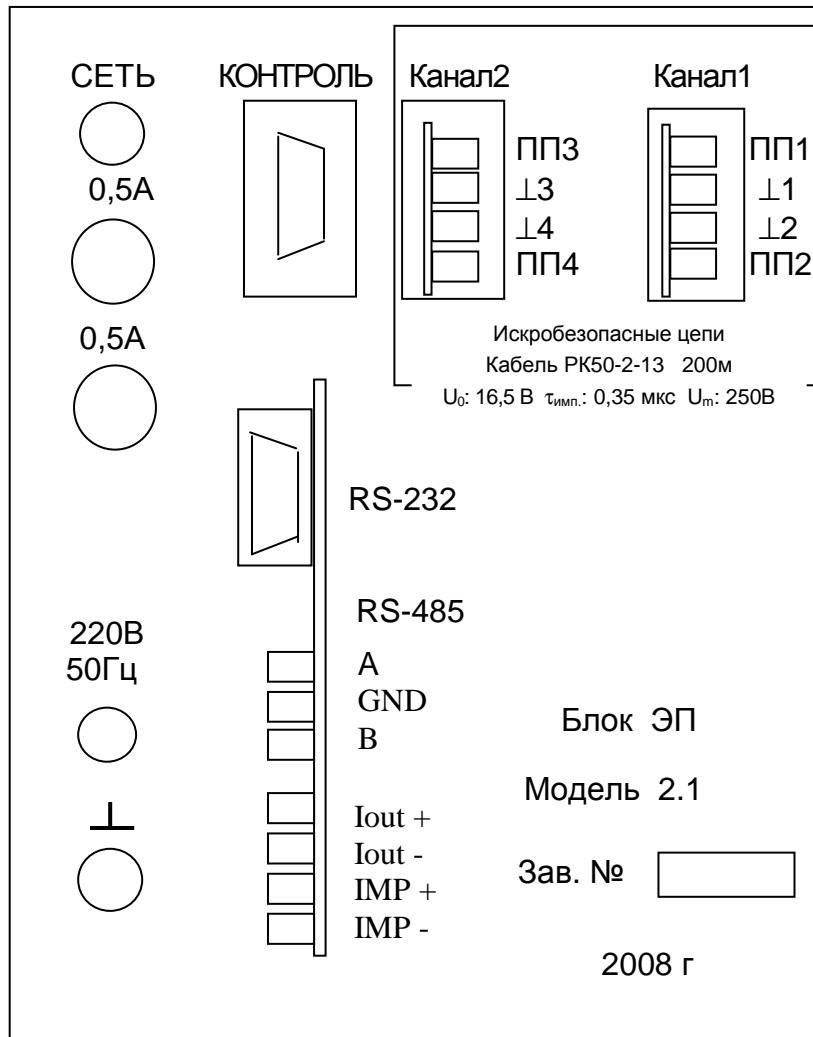 СЕТЬ
КОНТРОЛЬ
Канал2
Канал1
0,5А
0,5А
ПП3
⊥3
⊥4
ПП4
ПП1
⊥1
⊥2
ПП2
Искробезопасные цепи
Кабель РК50-2-13 200м
U₀: 16,5 В τимп.: 0,35 мкс Um: 250В
RS-232
RS-485
A
GND
B
220В
50Гц
⊥
Iout +
Iout -
IMP +
IMP -
Блок ЭП
Модель 2.1
Зав. №
2008 г